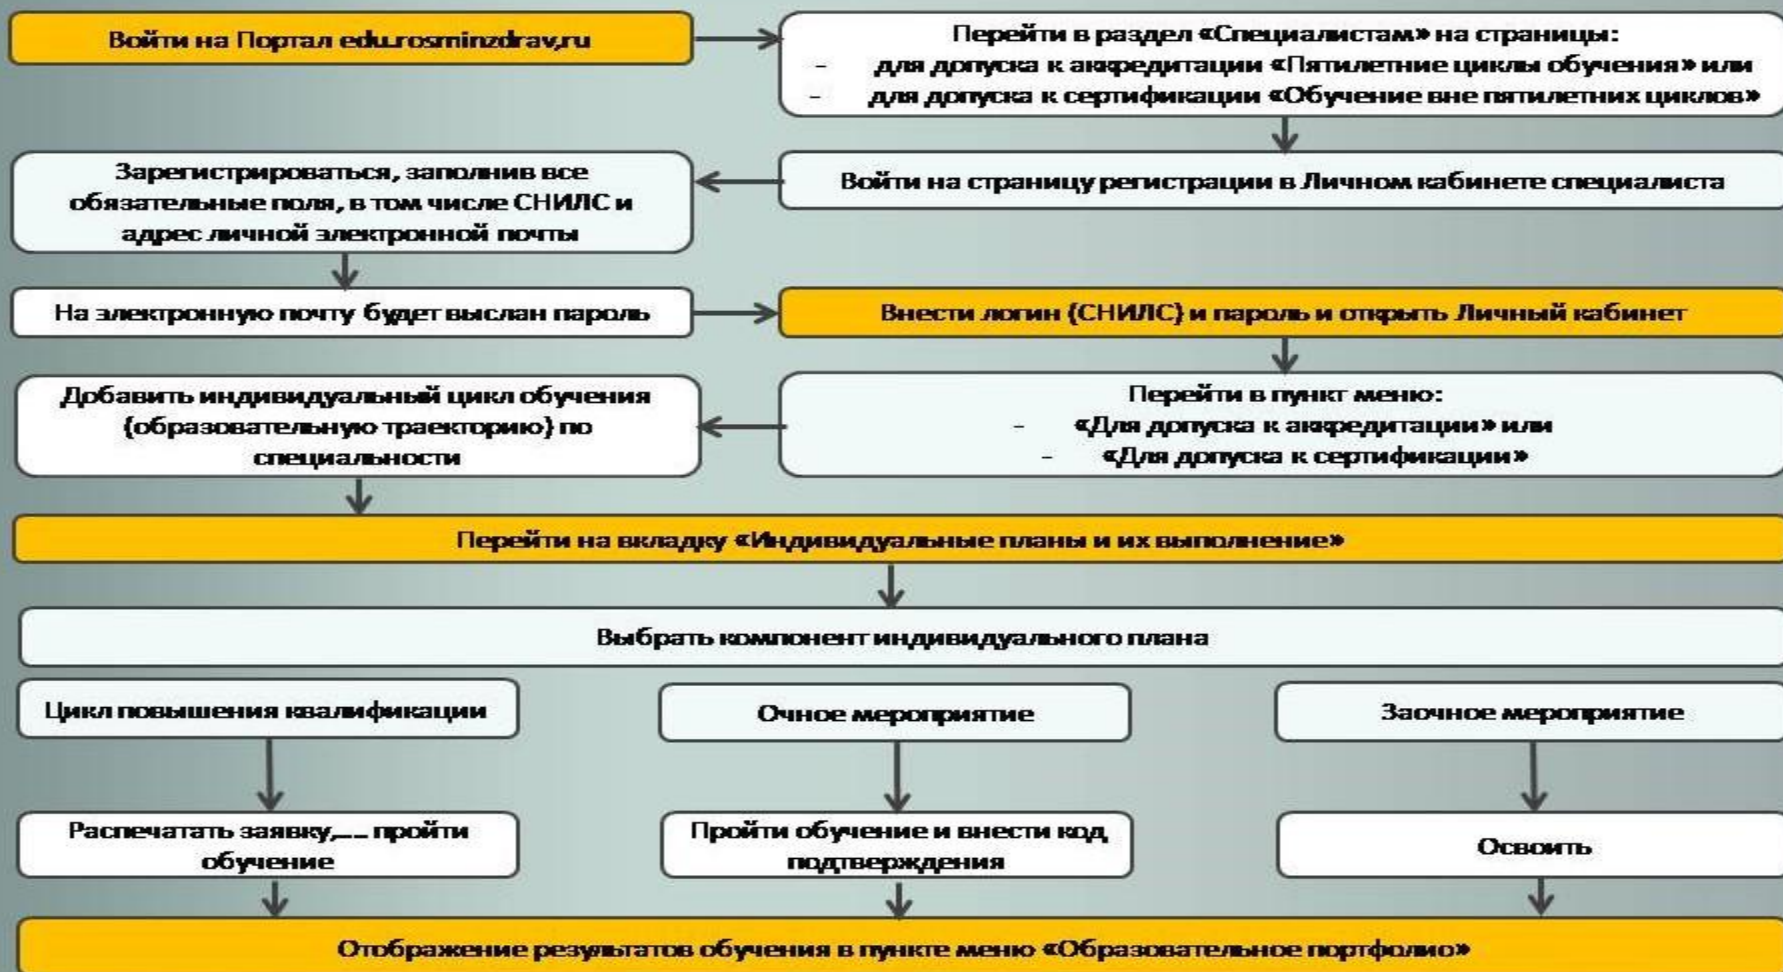 Войти на Портал edu.rosminzdrav,ru
Перейти в раздел «Специалистам» на страницы:
- для допуска к аккредитации «Пятилетние циклы обучения» или
- для допуска к сертификации «Обучение вне пятилетних циклов»
Войти на страницу регистрации в Личном кабинете специалиста
Зарегистрироваться, заполнив все
обязательные поля, в том числе СНИЛС и
адрес личной электронной почты
На электронную почту будет выслан пароль
Внести логин (СНИЛС) и пароль и открыть Личный кабинет
Перейти в пункт меню:
- «Для допуска к аккредитации» или
- «Для допуска к сертификации»
Добавить индивидуальный цикл обучения
(образовательную траекторию) по
специальности
Перейти на вкладку «Индивидуальные планы и их выполнение»
Выбрать компонент индивидуального плана
Цикл повышения квалификации
Очное мероприятие
Заочное мероприятие
Распечатать заявку,... пройти
обучение
Пройти обучение и внести код
подтверждения
Освоить
Отображение результатов обучения в пункте меню «Образовательное портфолио»